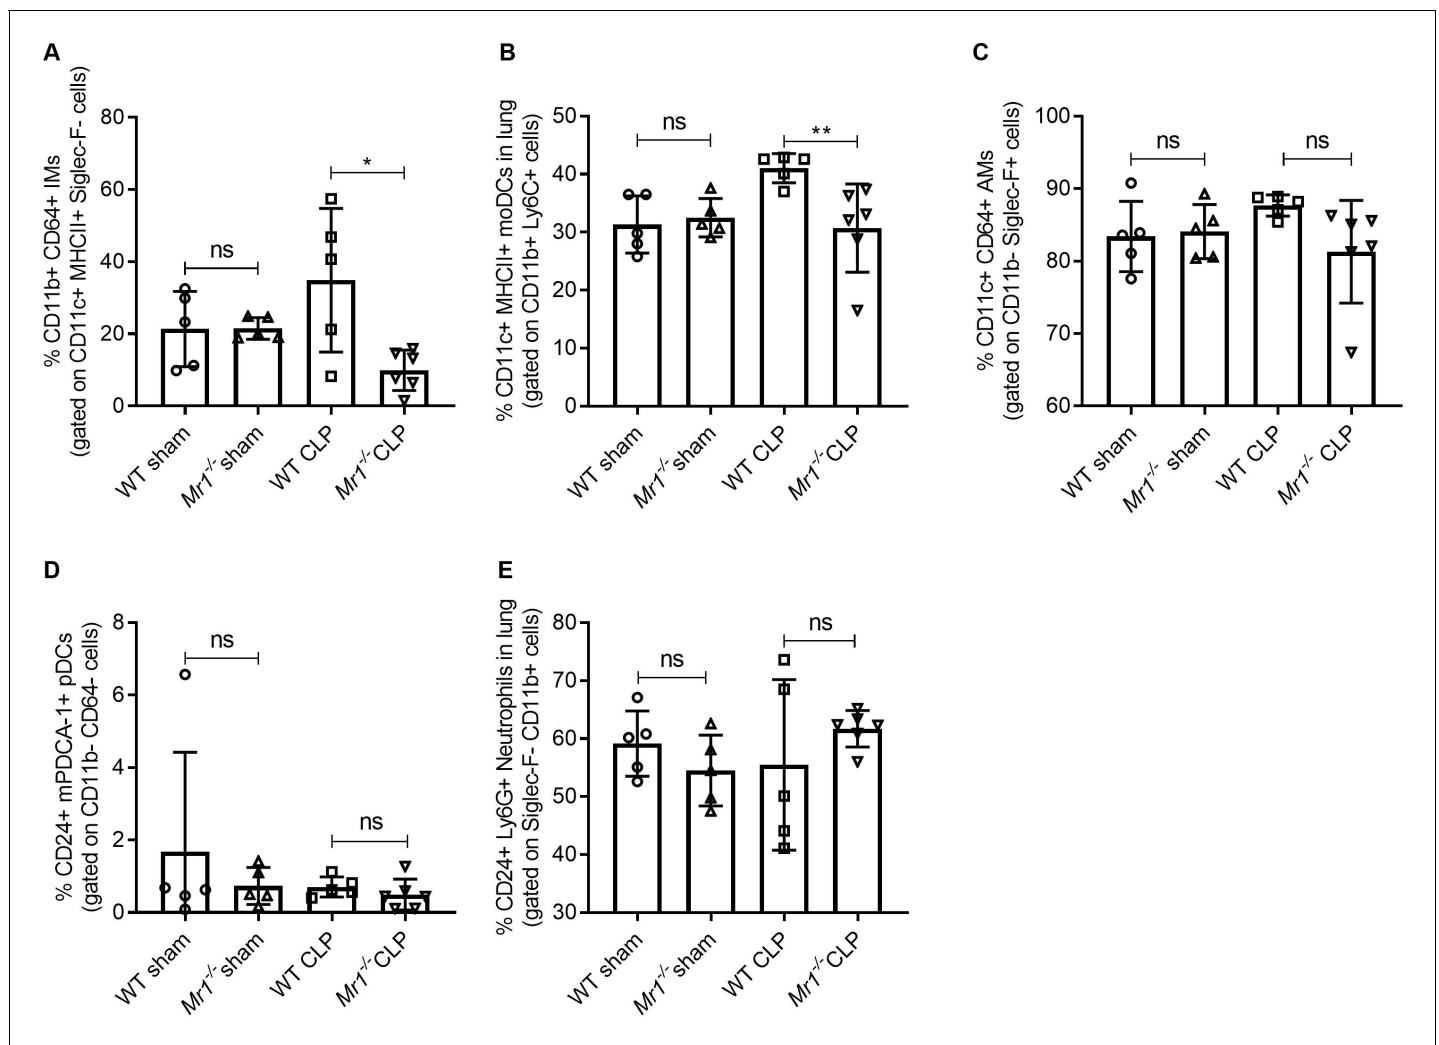 A
% CD11b+ CD64+ IMs
(gated on CD11c+ MHCII+ Siglec-F- cells)
80
60
40
20
0
ns
*
WT sham
Mr1-/- sham
WT CLP
Mr1-/- CLP
B
% CD11c+ MHCII+ moDCs in lung
(gated on CD11b+ Ly6C+ cells)
50
40
30
20
10
0
ns
**
WT sham
Mr1-/- sham
WT CLP
Mr1-/- CLP
C
% CD11c+ CD64+ AMs
(gated on CD11b- Siglec-F+ cells)
100
90
80
70
60
ns
ns
WT sham
Mr1-/- sham
WT CLP
Mr1-/- CLP
D
% CD24+ mPDCA-1+ pDCs
(gated on CD11b- CD64- cells)
8
6
4
2
0
ns
ns
WT sham
Mr1-/- sham
WT CLP
Mr1-/- CLP
E
% CD24+ Ly6G+ Neutrophils in lung
(gated on Siglec-F- CD11b+ cells)
80
70
60
50
40
30
ns
ns
WT sham
Mr1-/- sham
WT CLP
Mr1-/- CLP